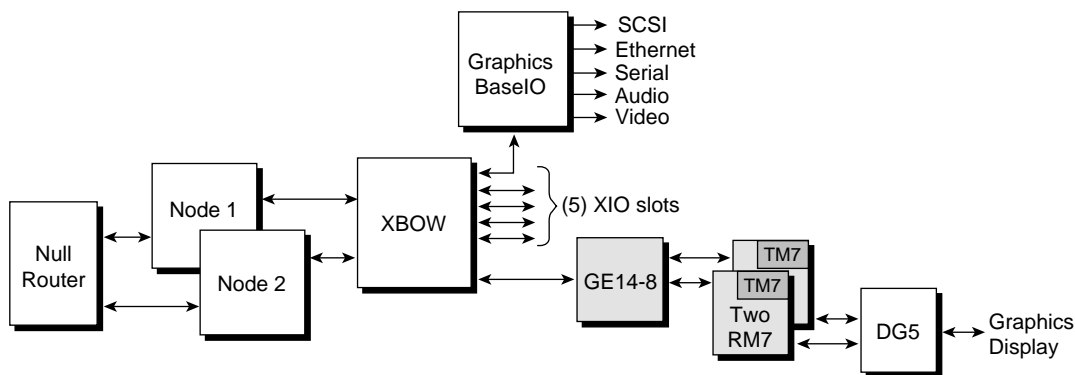 SCSI
Ethernet
Serial
Audio
Video
Graphics
BaseIO
Null
Router
Node 1
Node 2
XBOW
(5) XIO slots
GE14-8
TM7
TM7
Two
RM7
DG5
Graphics
Display